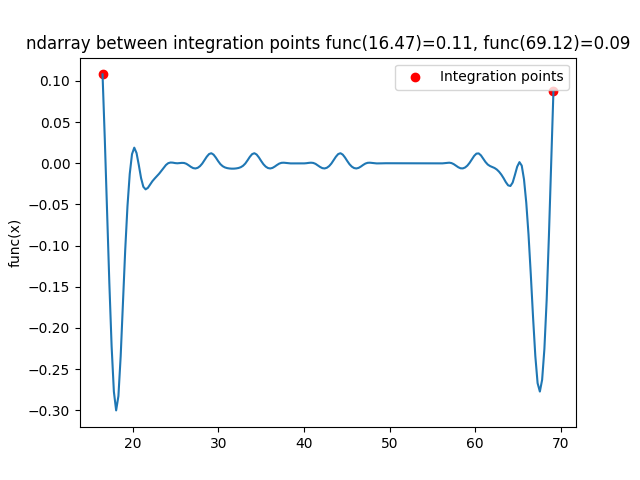 ndarray between integration points func(16.47)=0.11, func(69.12)=0.09
Integration points
0.10
0.05
0.00
−0.05
−0.10
−0.15
−0.20
−0.25
−0.30
func(x)
20 30 40 50 60 70